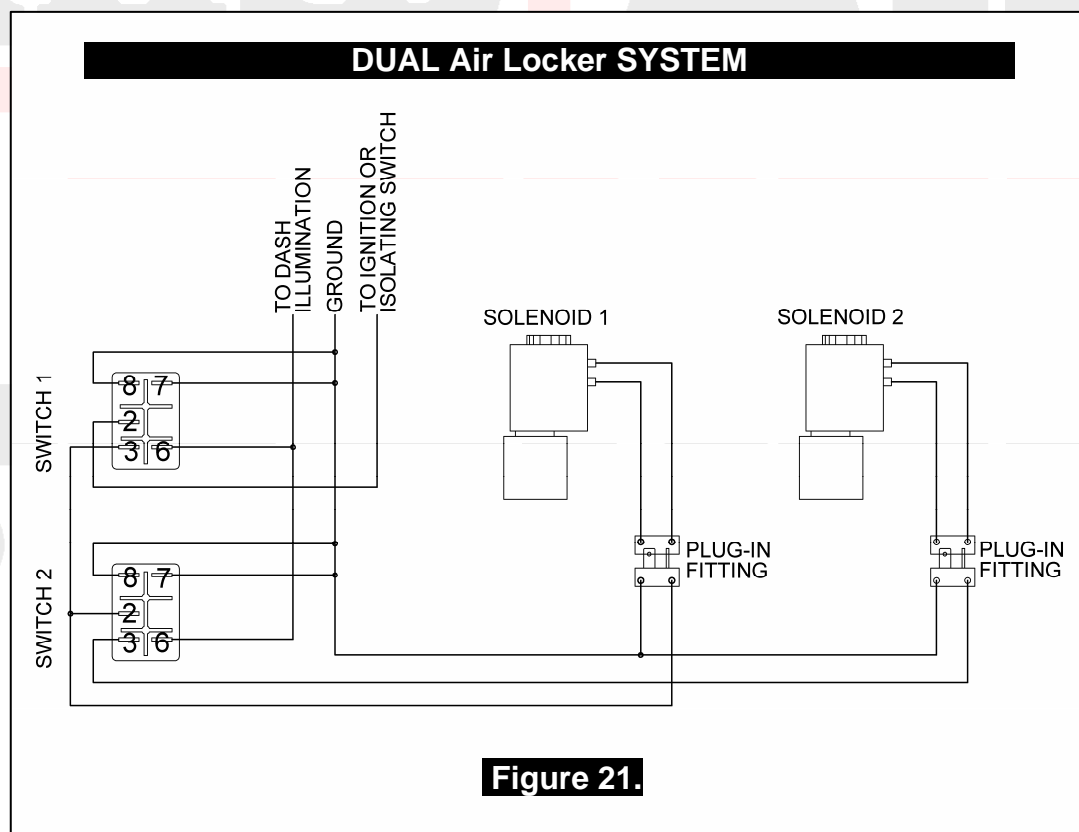 DUAL Air Locker SYSTEM
TO DASH
ILLUMINATION
GROUND
TO IGNITION OR
ISOLATING SWITCH
SOLENOID 1
SOLENOID 2
SWITCH 1
8 7
2
3 6
SWITCH 2
8 7
2
3 6
PLUG-IN
FITTING
PLUG-IN
FITTING
Figure 21.